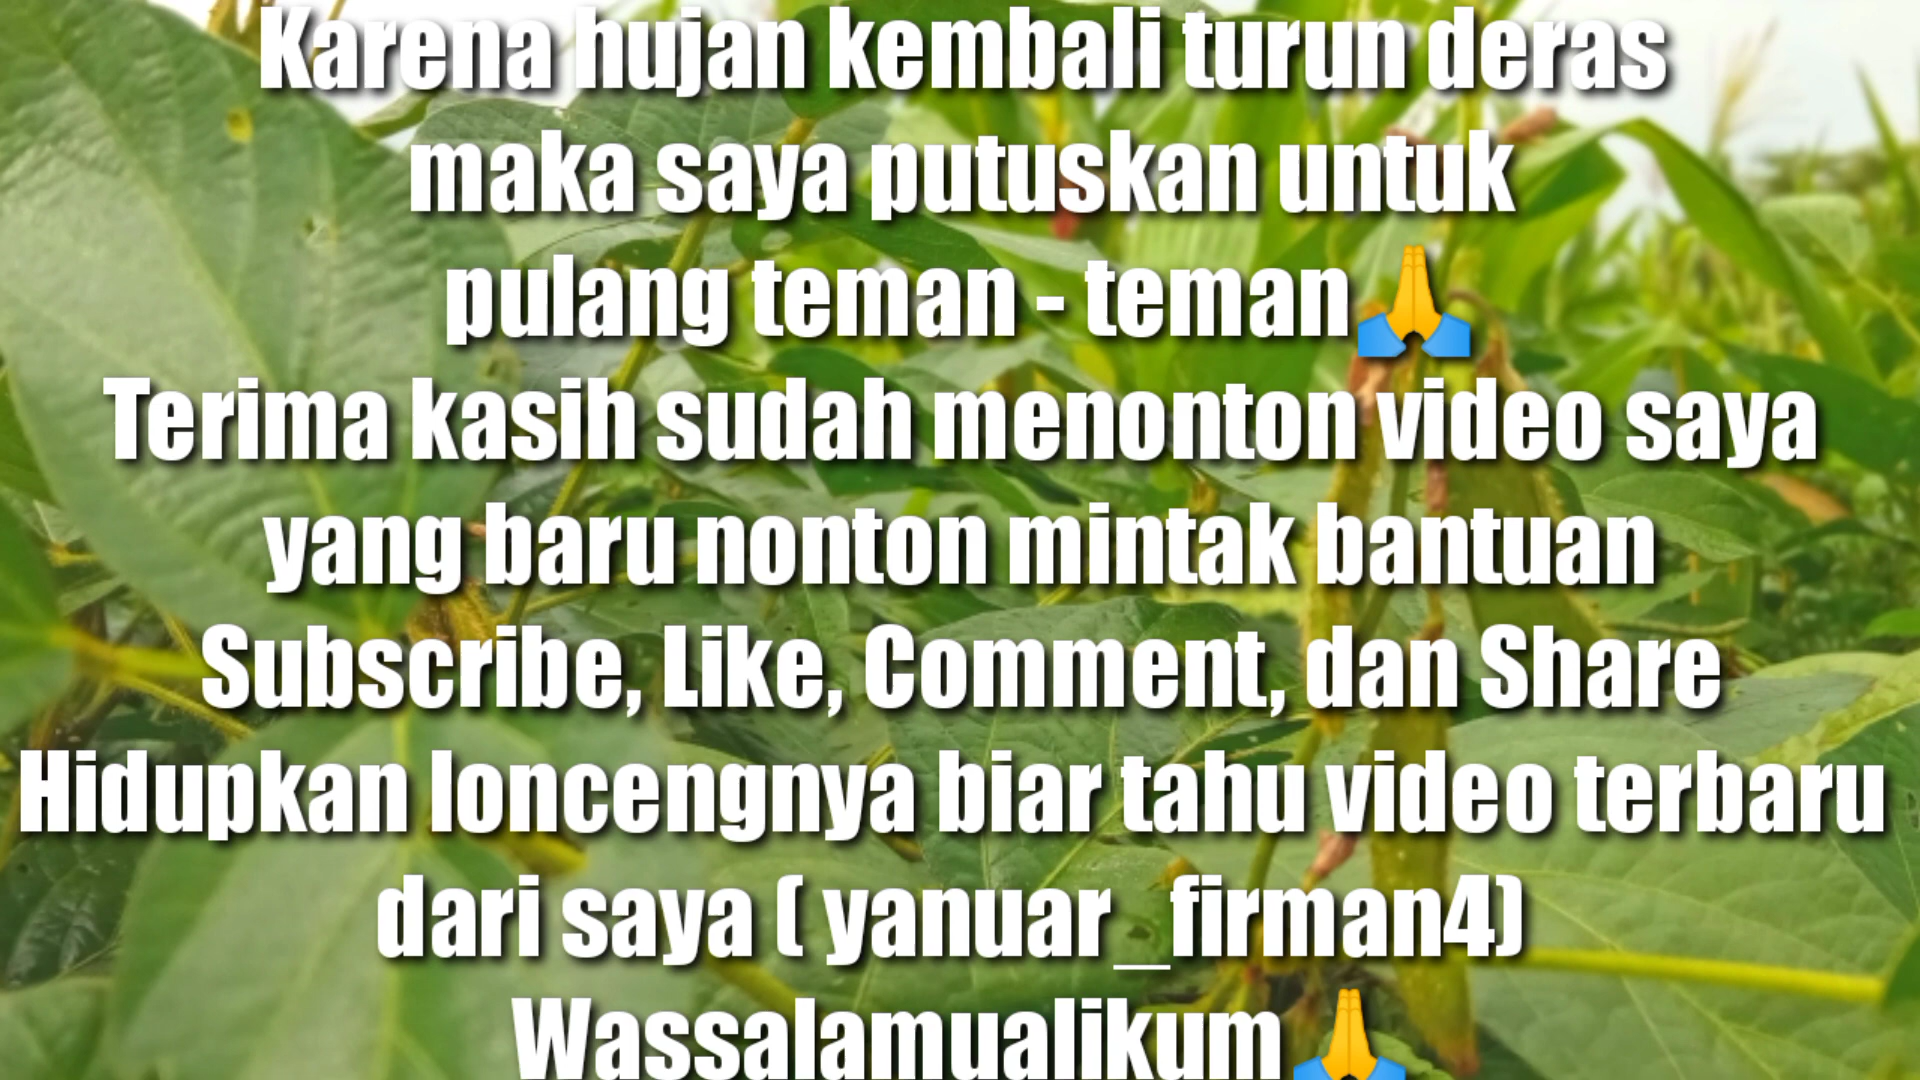 Karena hujan kembali turun deras
maka saya putuskan untuk
pulang teman - teman🙏
Terima kasih sudah menonton video saya
yang baru nonton mintak bantuan
Subscribe, Like, Comment, dan Share
Hidupkan loncengnya biar tahu video terbaru
dari saya ( yanuar_firman4)
Wassalamualikum🙏